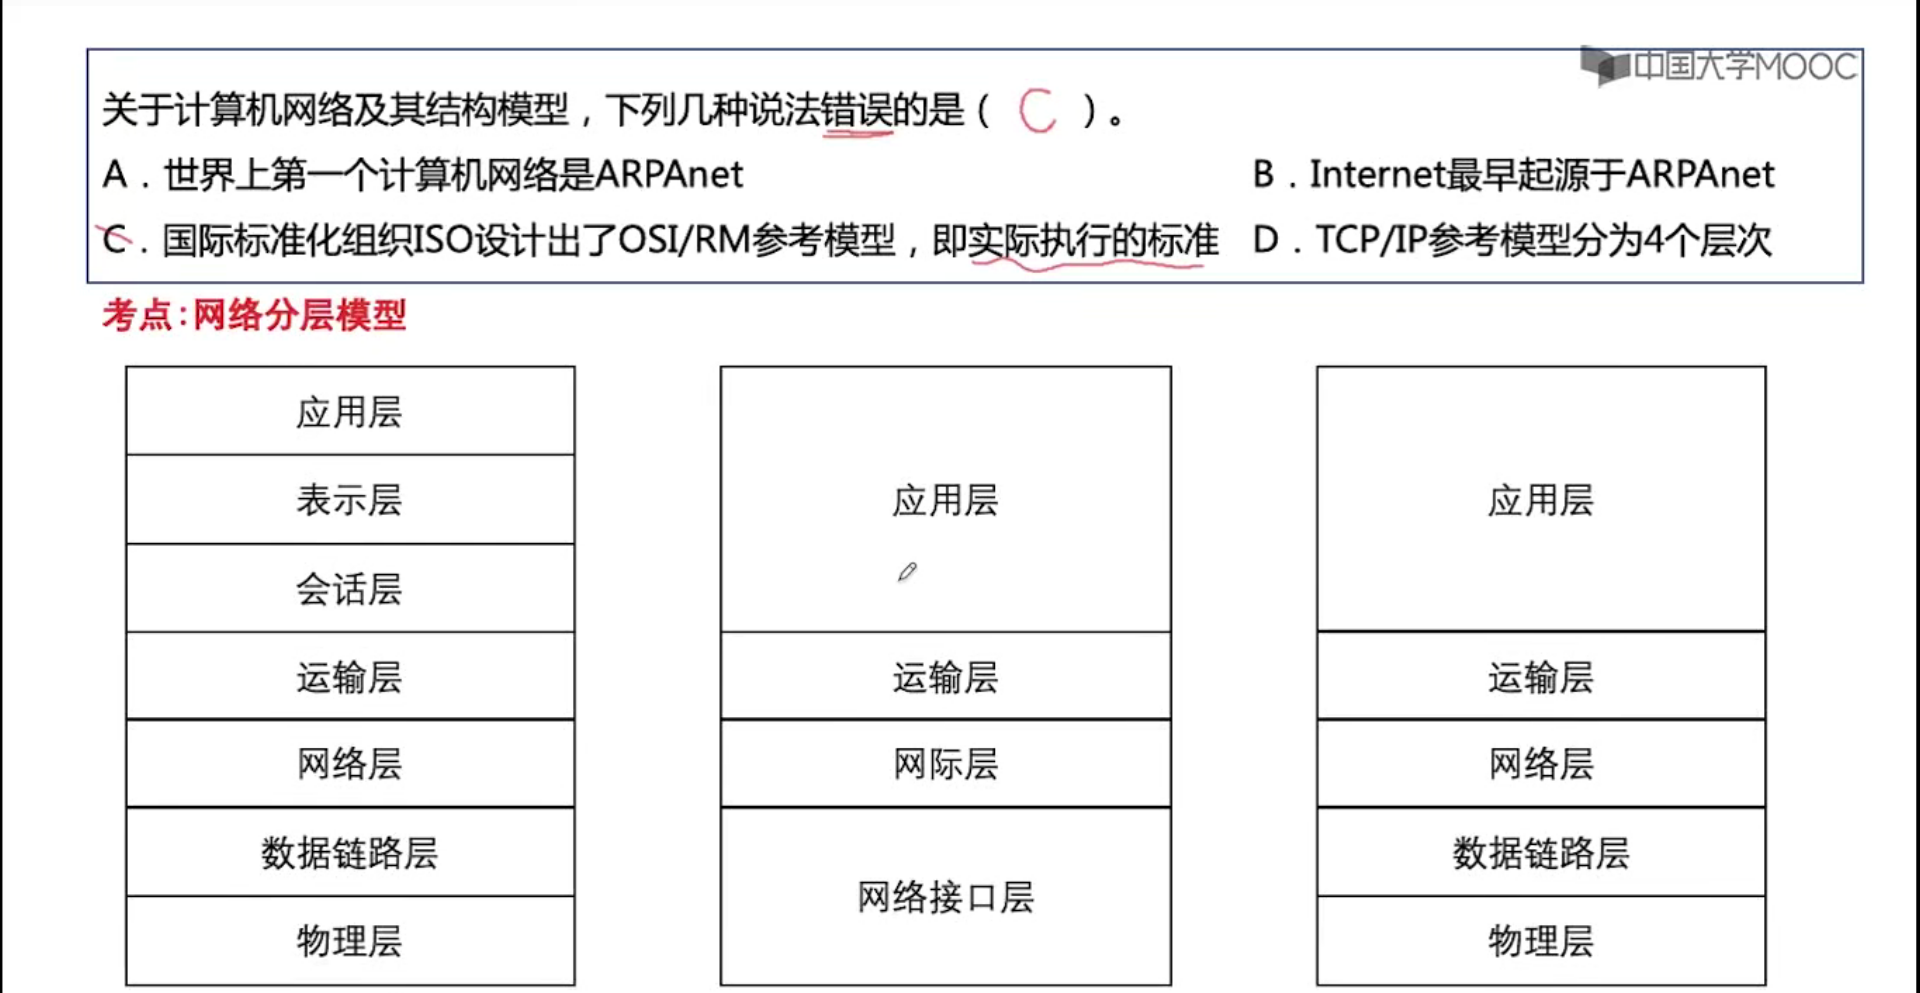 中国大学MOOC
关于计算机网络及其结构模型，下列几种说法错误的是（ C ）。
A．世界上第一个计算机网络是ARPAnet
B．Internet最早起源于ARPAnet
C．国际标准化组织ISO设计出了OSI/RM参考模型，即实际执行的标准
D．TCP/IP参考模型分为4个层次
考点:网络分层模型
应用层
表示层
会话层
运输层
网络层
数据链路层
物理层
应用层
运输层
网际层
网络接口层
应用层
运输层
网络层
数据链路层
物理层